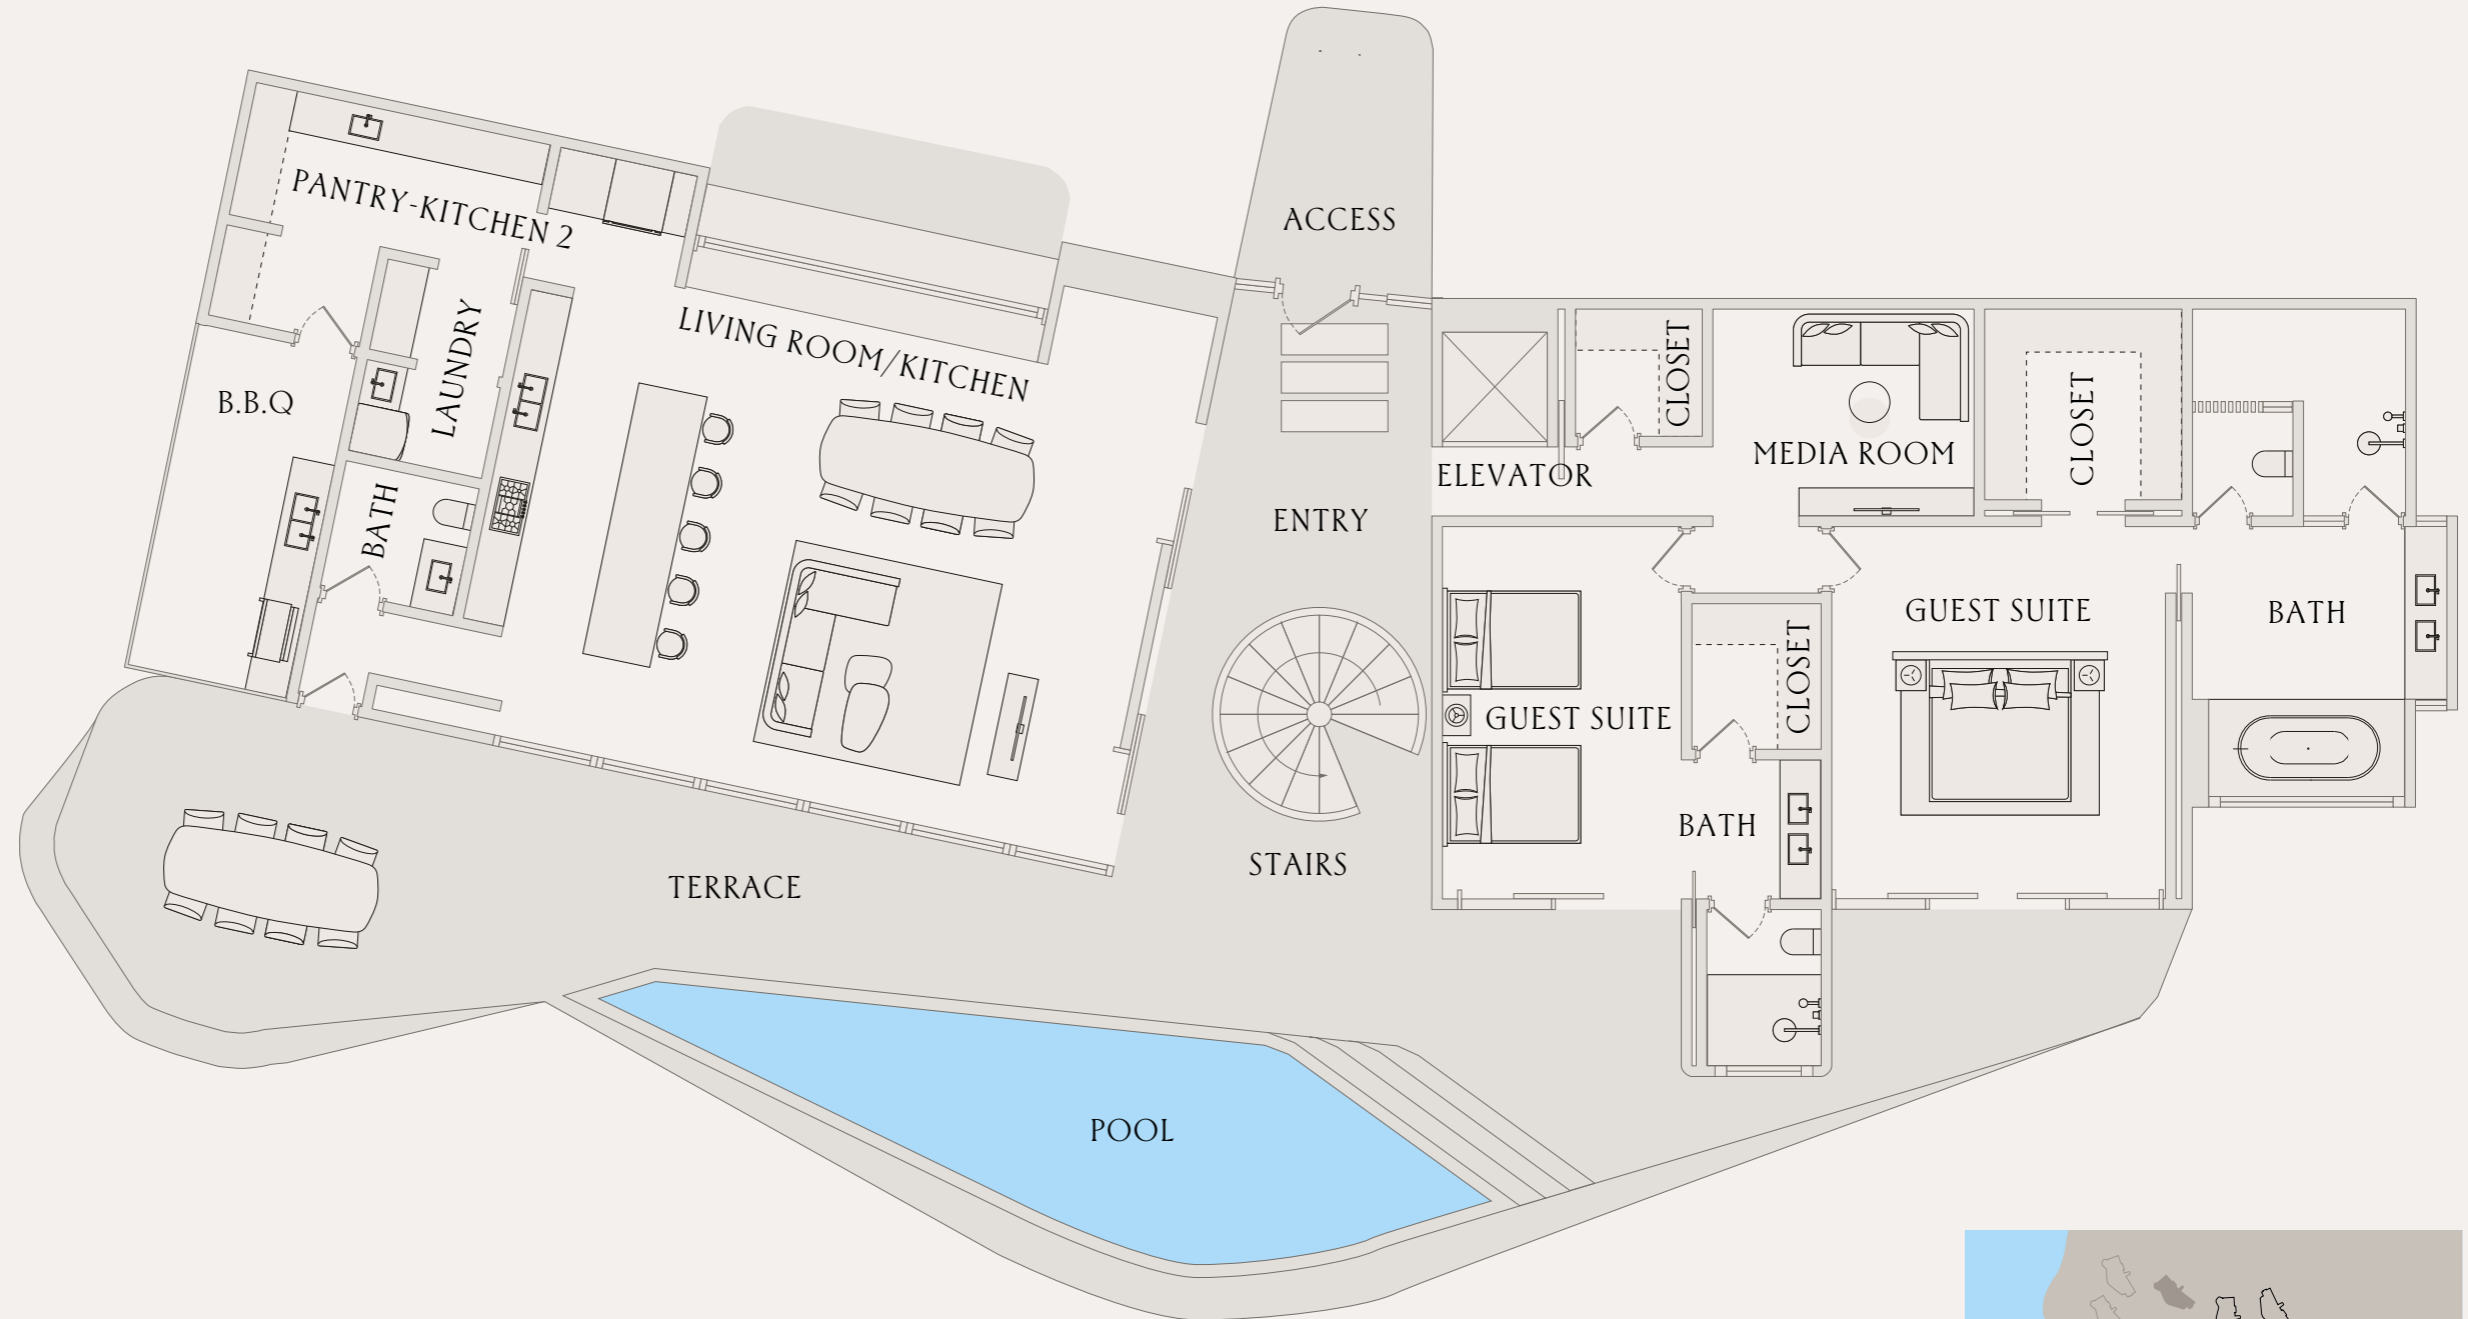 PANTRY-KITCHEN 2
ACCESS
LIVING ROOM/KITCHEN
LAUNDRY
B.B.Q
CLOSET
CLOSET
MEDIA ROOM
ELEVATOR
BATH
ENTRY
GUEST SUITE
BATH
CLOSET
GUEST SUITE
BATH
STAIRS
TERRACE
POOL